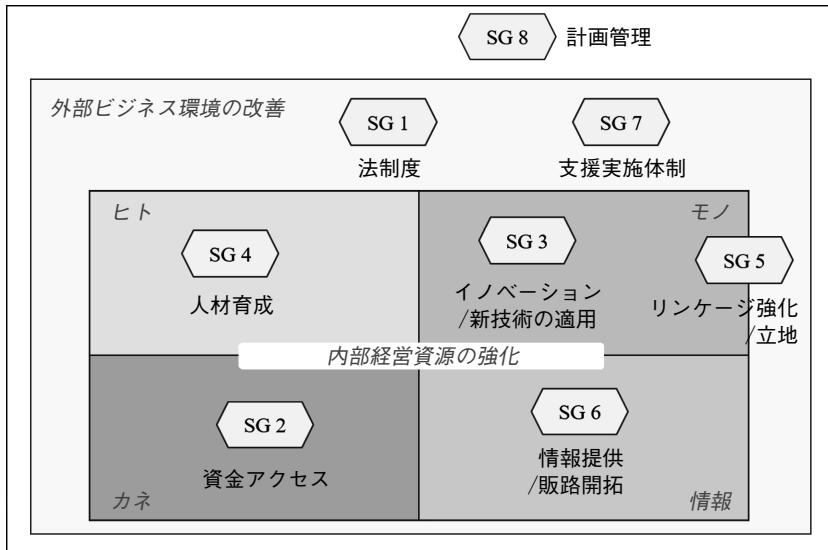 SG 8
計画管理
外部ビジネス環境の改善
SG 1
法制度
SG 7
支援実施体制
ヒト
SG 4
人材育成
モノ
SG 3
イノベーション
/新技術の適用
SG 5
リンケージ強化
/立地
内部経営資源の強化
SG 2
資金アクセス
カネ
SG 6
情報提供
/販路開拓
情報